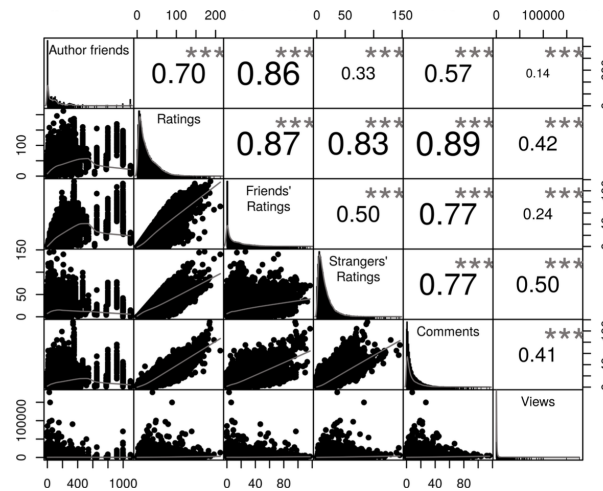 0 100 200 0 50 150 0 100000
Author friends 0.70 *** 0.86 *** 0.33 *** 0.57 *** 0.14 ***
0 100 Ratings 0.87 *** 0.83 *** 0.89 *** 0.42 ***
Friends'
Ratings 0.50 *** 0.77 *** 0.24 ***
0 50 150 Strangers'
Ratings 0.77 *** 0.50 ***
Comments 0.41 ***
0 100000 Views
0 400 1000 0 40 80 0 40 80